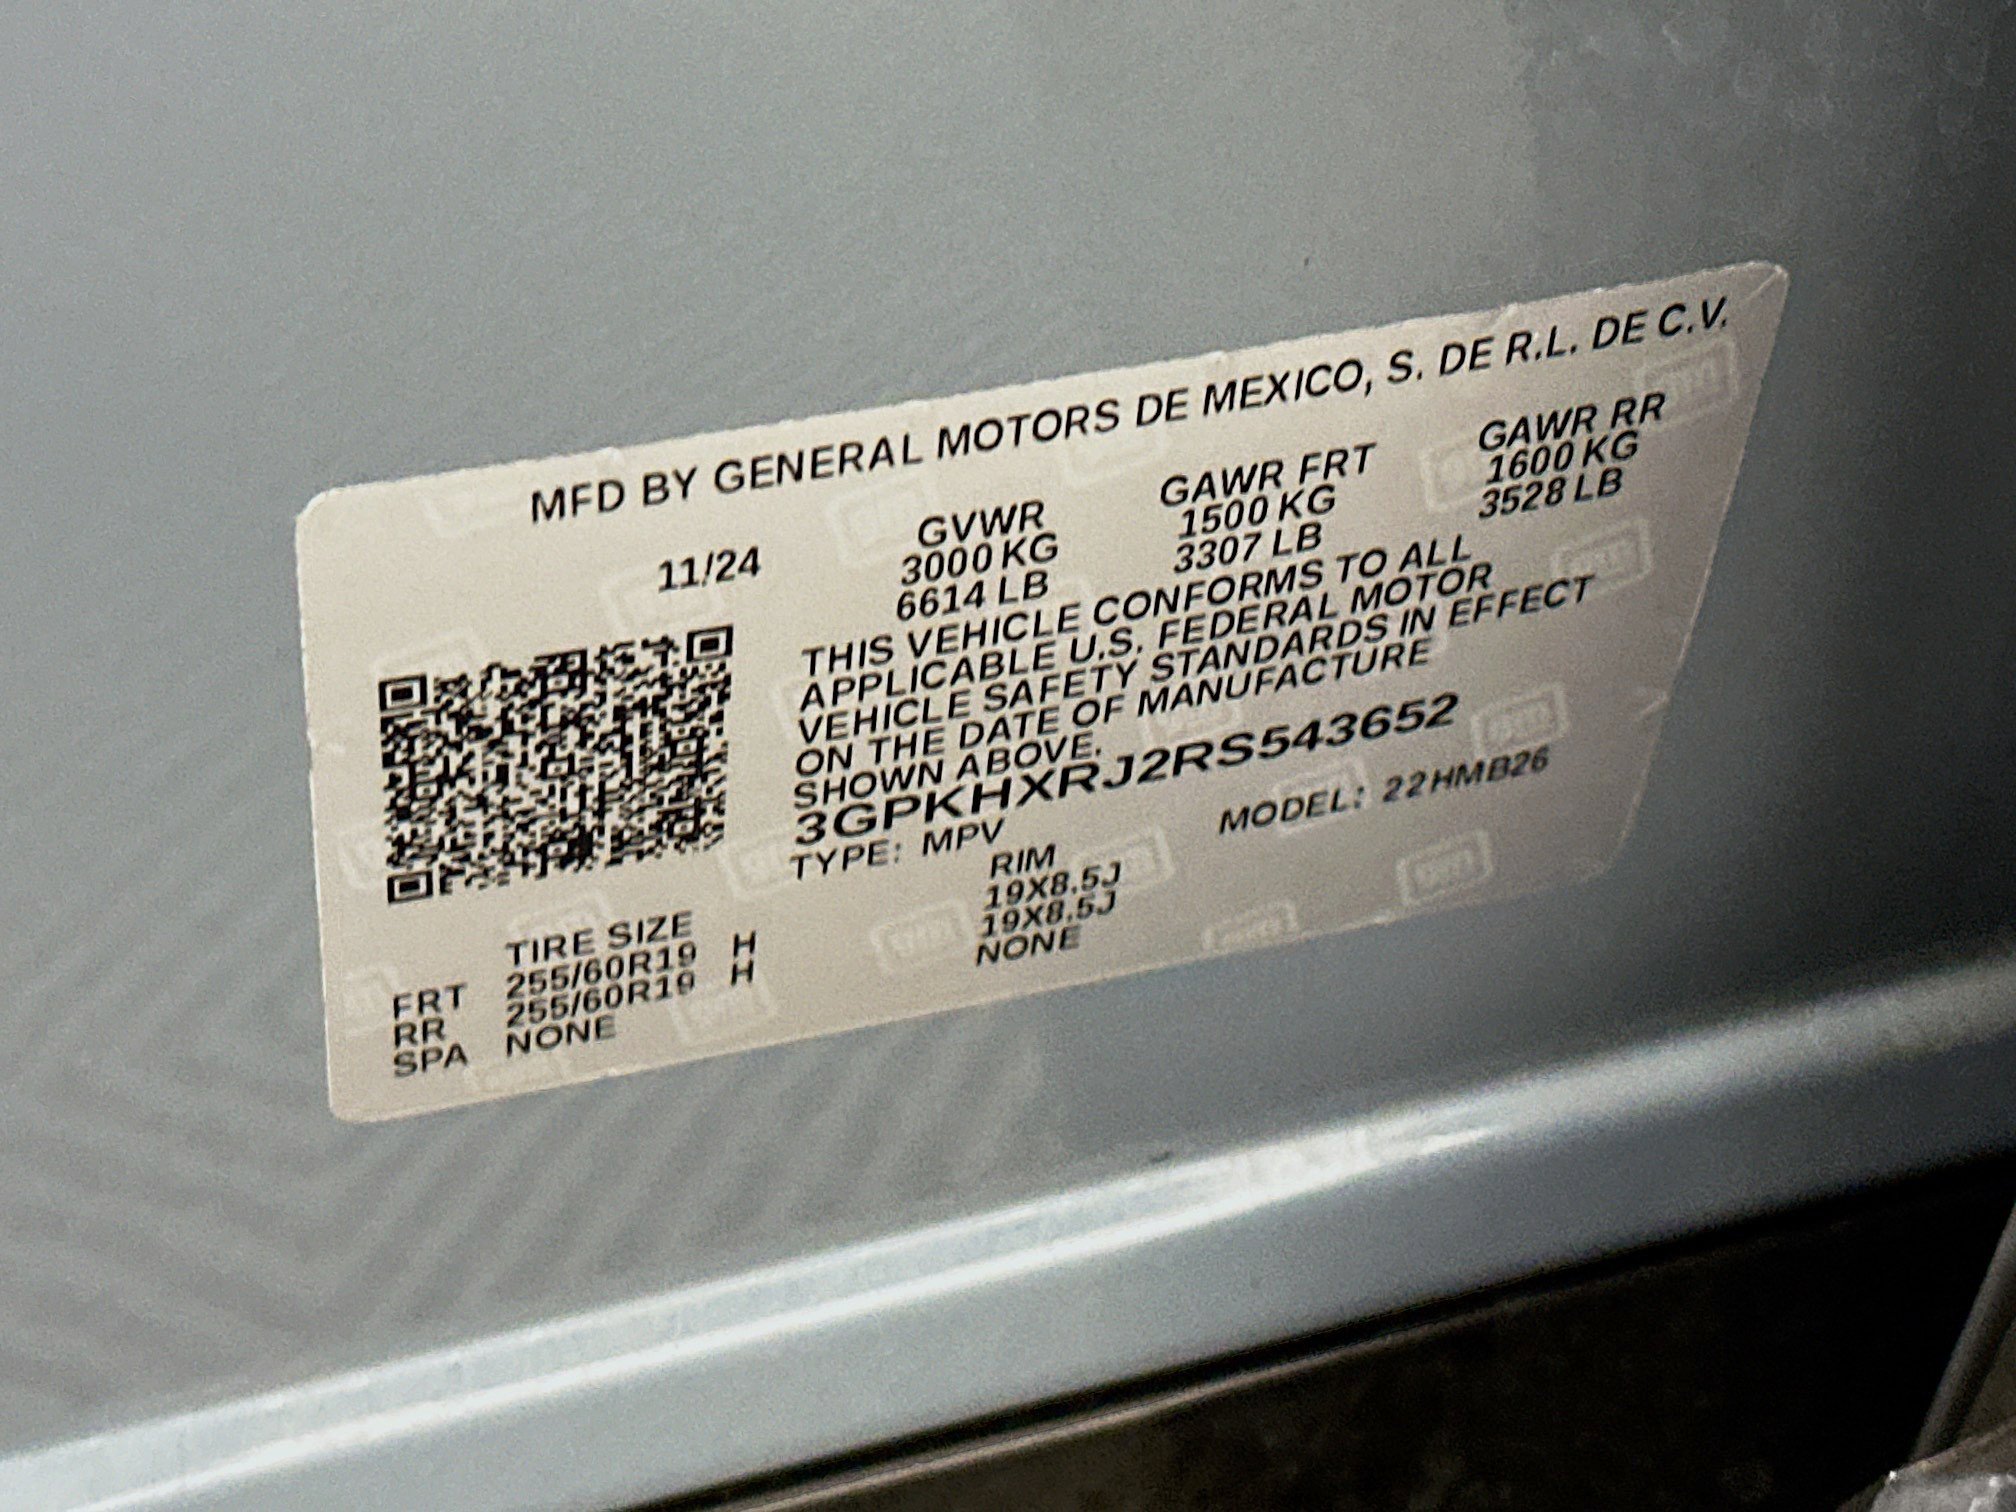 MFD BY GENERAL MOTORS DE MEXICO, S. DE R.L. DE C.V.
11/24
GVWR
3000 KG
6614 LB
GAWR FRT
1500 KG
3307 LB
GAWR RR
1600 KG
3528 LB
THIS VEHICLE CONFORMS TO ALL
APPLICABLE U.S. FEDERAL MOTOR
VEHICLE SAFETY STANDARDS IN EFFECT
ON THE DATE OF MANUFACTURE
SHOWN ABOVE.
3GPKHXRJ2RS543652
TYPE: MPV MODEL: 22HMB26
TIRE SIZE RIM
FRT 255/60R19 H 19X8.5J
RR 255/60R19 H 19X8.5J
SPA NONE NONE